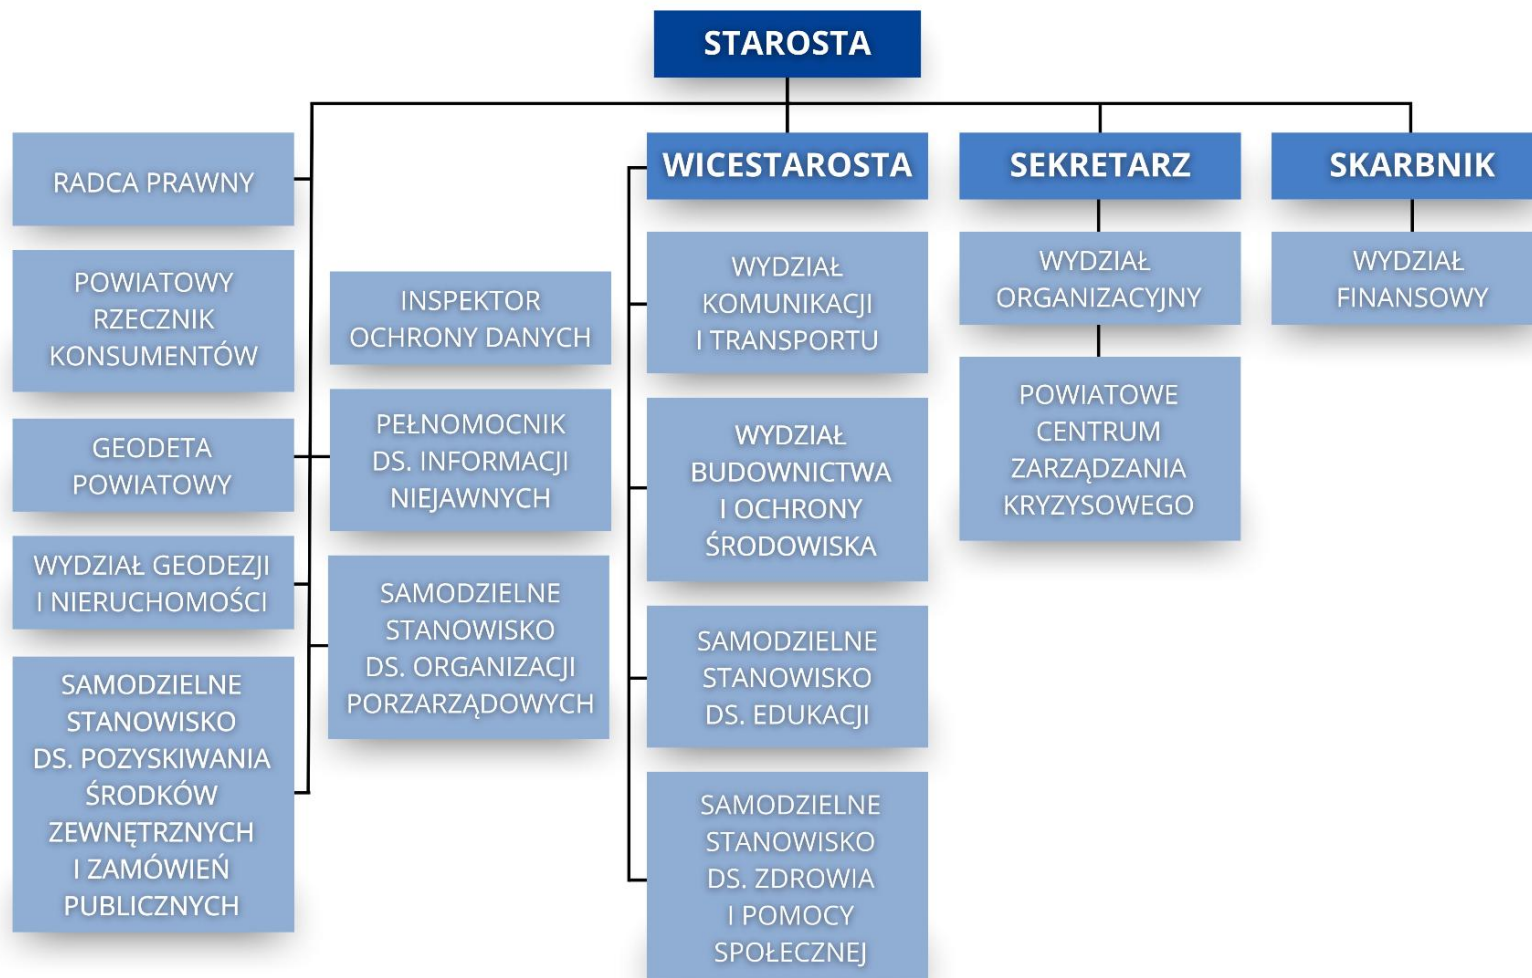 STAROSTA
RADCA PRAWNY
POWIATOWY
RZECZNIK
KONSUMENTÓW
GEODETA
POWIATOWY
WYDZIAŁ GEODEZJI
I NIERUCHOMOŚCI
SAMODZIELNE
STANOWISKO
DS. POZYSKIWANIA
ŚRODKÓW
ZEWNĘTRZNYCH
I ZAMÓWIEŃ
PUBLICZNYCH
INSPEKTOR
OCHRONY DANYCH
PEŁNOMOCNIK
DS. INFORMACJI
NIEJAWNYCH
SAMODZIELNE
STANOWISKO
DS. ORGANIZACJI
PORZARZĄDOWYCH
WICESTAROSTA
WYDZIAŁ
KOMUNIKACJI
I TRANSPORTU
WYDZIAŁ
BUDOWNICTWA
I OCHRONY
ŚRODOWISKA
SAMODZIELNE
STANOWISKO
DS. EDUKACJI
SAMODZIELNE
STANOWISKO
DS. ZDROWIA
I POMOCY
SPOŁECZNEJ
SEKRETARZ
WYDZIAŁ
ORGANIZACYJNY
POWIATOWE
CENTRUM
ZARZĄDZANIA
KRYZYSOWEGO
SKARBNIK
WYDZIAŁ
FINANSOWY